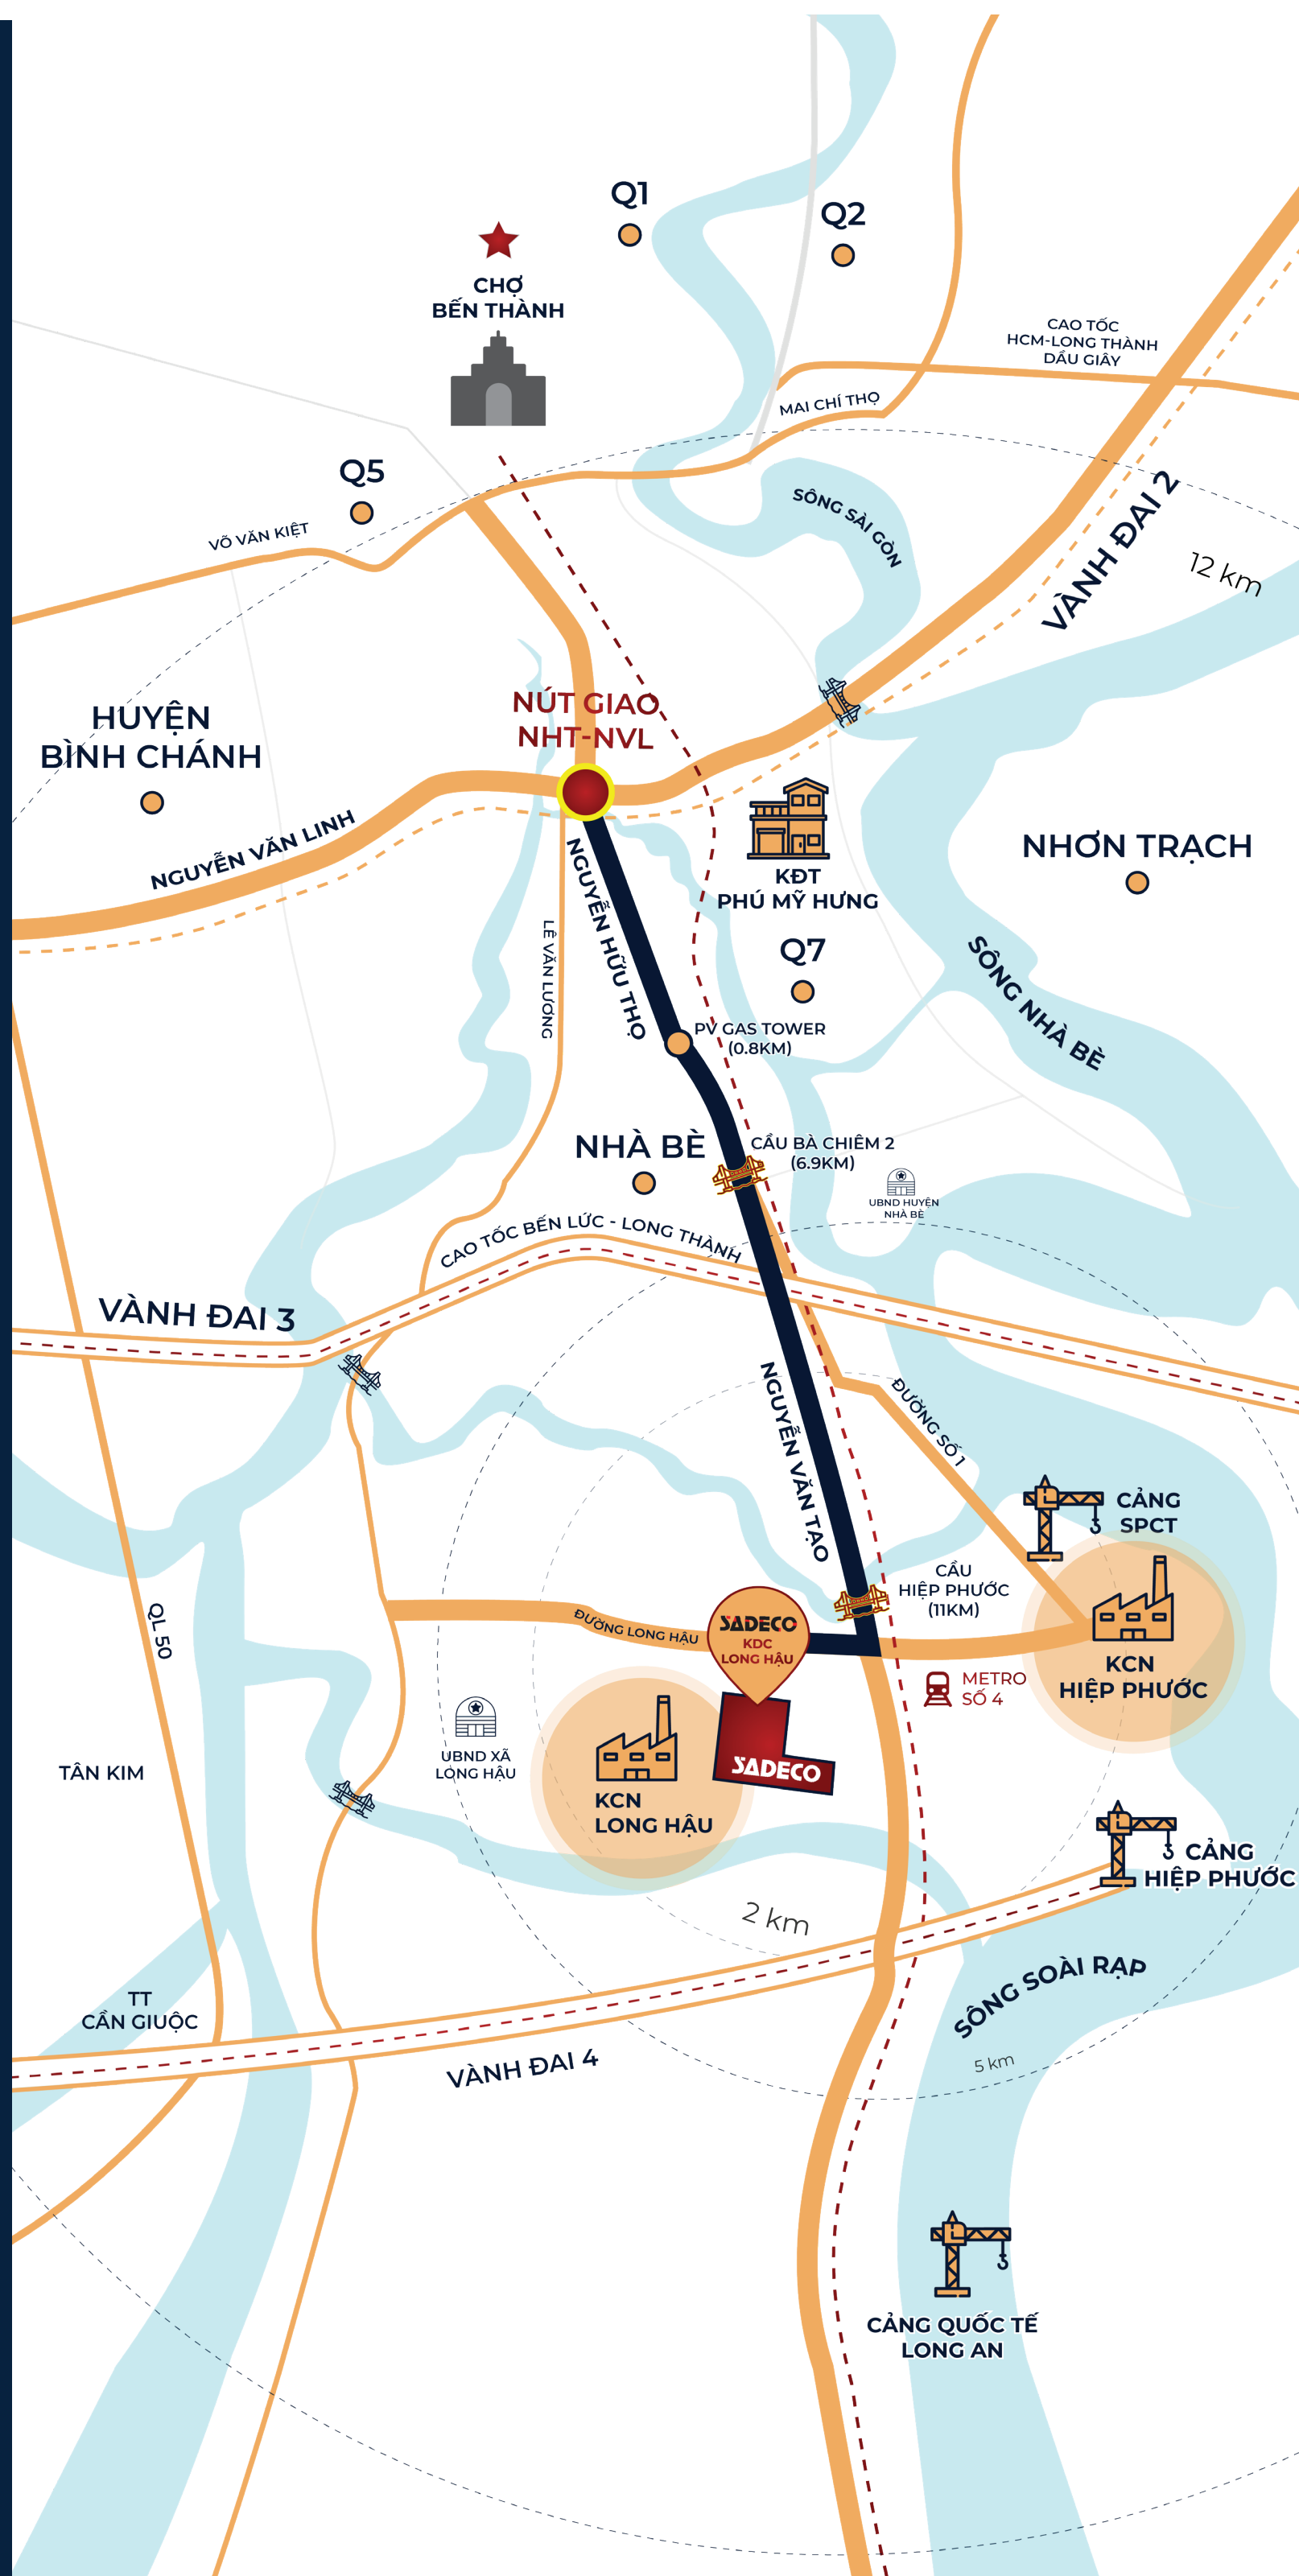 Q1
Q2
CHỢ
BẾN THÀNH
CAO TỐC
HCM-LONG THÀNH
DẦU GIÂY
MAI CHÍ THỌ
Q5
VÕ VĂN KIỆT
SÔNG SÀI GÒN
VÀNH ĐAI 2
12 km
HUYỆN
BÌNH CHÁNH
NÚT GIAO
NHT-NVL
NGUYỄN VĂN LINH
KĐT
PHÚ MỸ HƯNG
NHƠN TRẠCH
NGUYỄN HỮU THỌ
LÊ VĂN LƯƠNG
Q7
SÔNG NHÀ BÈ
PV GAS TOWER
(0.8KM)
NHÀ BÈ
CẦU BÀ CHIÊM 2
(6.9KM)
UBND HUYỆN
NHÀ BÈ
CAO TỐC BẾN LỨC - LONG THÀNH
VÀNH ĐAI 3
NGUYỄN VĂN TẠO
ĐƯỜNG SỐ 1
CẢNG
SPCT
CẦU
HIỆP PHƯỚC
(11KM)
QL 50
ĐƯỜNG LONG HẬU
SADECO
KDC
LONG HẬU
KCN
HIỆP PHƯỚC
METRO
SỐ 4
UBND XÃ
LONG HẬU
TÂN KIM
SADECO
KCN
LONG HẬU
CẢNG
HIỆP PHƯỚC
2 km
SÔNG SOÀI RẠP
TT
CẦN GIUỘC
5 km
VÀNH ĐAI 4
CẢNG QUỐC TẾ
LONG AN